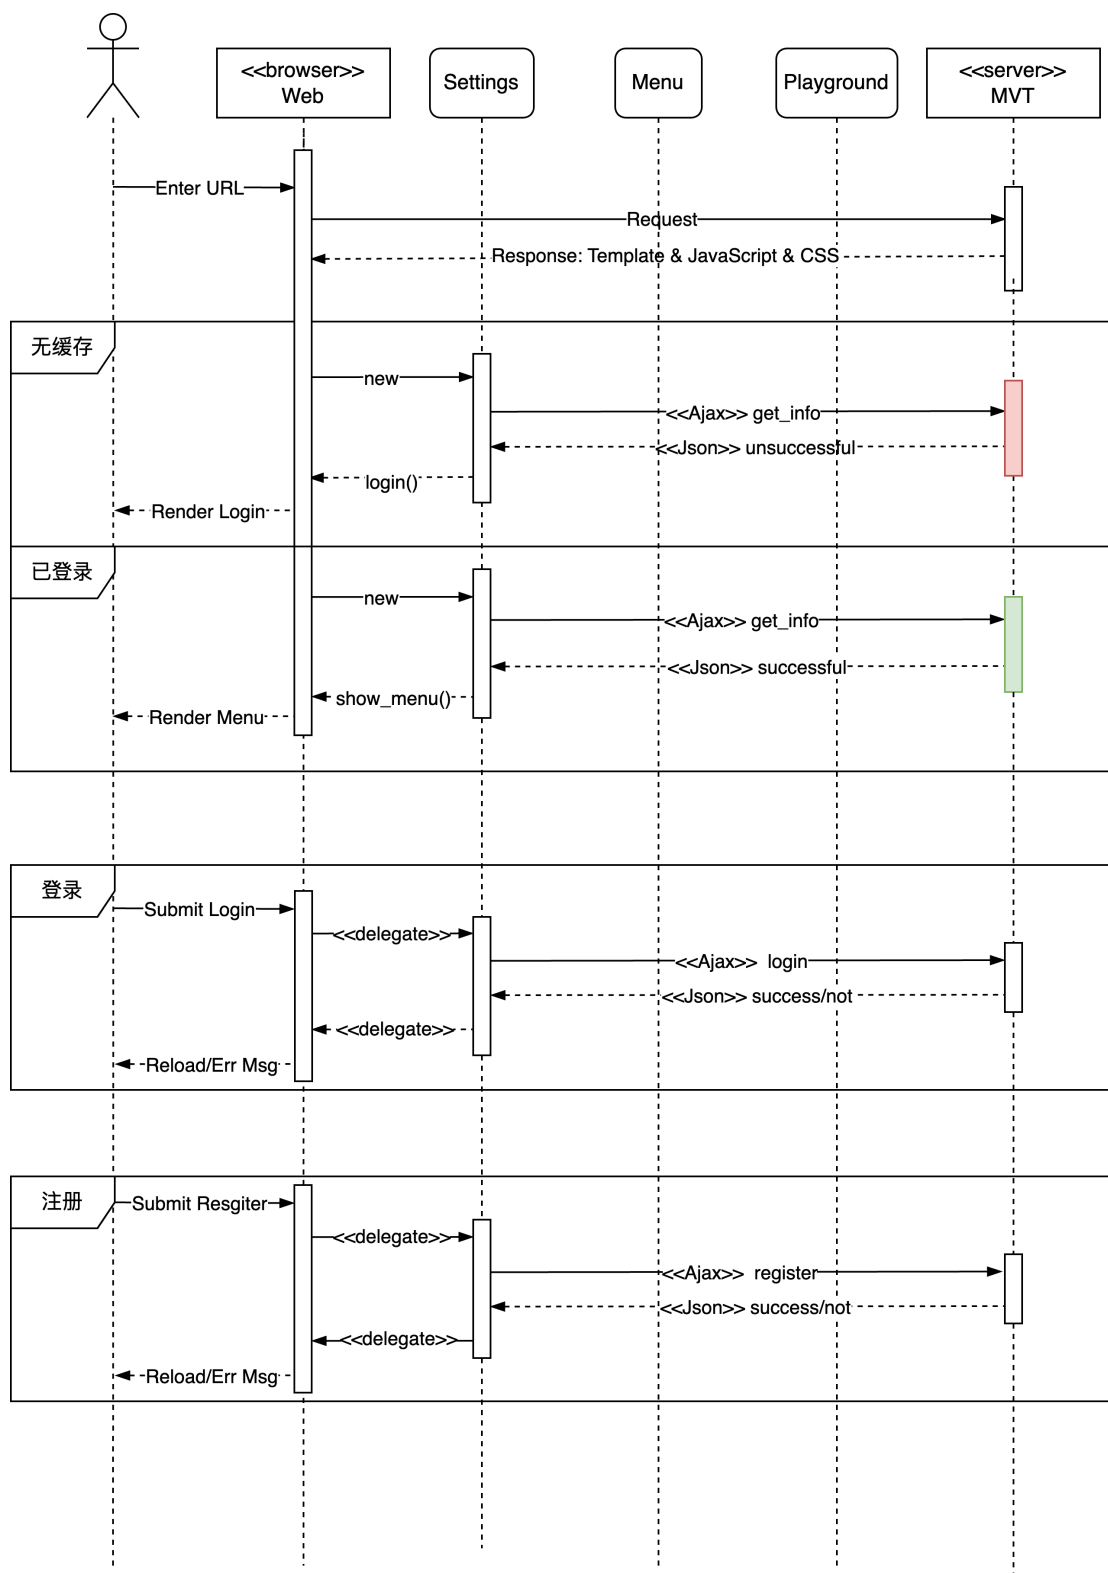 <<browser>>
Web
Settings
Menu
Playground
<<server>>
MVT
Enter URL
Request
Response: Template & JavaScript & CSS
无缓存
new
<<Ajax>> get_info
<<Json>> unsuccessful
login()
Render Login
已登录
new
<<Ajax>> get_info
<<Json>> successful
show_menu()
Render Menu
登录
Submit Login
<<delegate>>
<<Ajax>> login
<<Json>> success/not
<<delegate>>
Reload/Err Msg
注册
Submit Resgiter
<<delegate>>
<<Ajax>> register
<<Json>> success/not
<<delegate>>
Reload/Err Msg